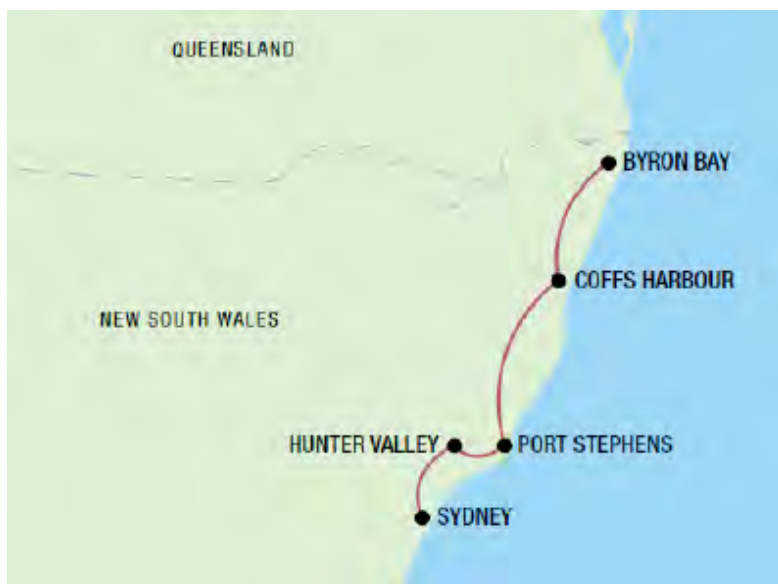 QUEENSLAND
BYRON BAY
COFFS HARBOUR
NEW SOUTH WALES
HUNTER VALLEY
PORT STEPHENS
SYDNEY